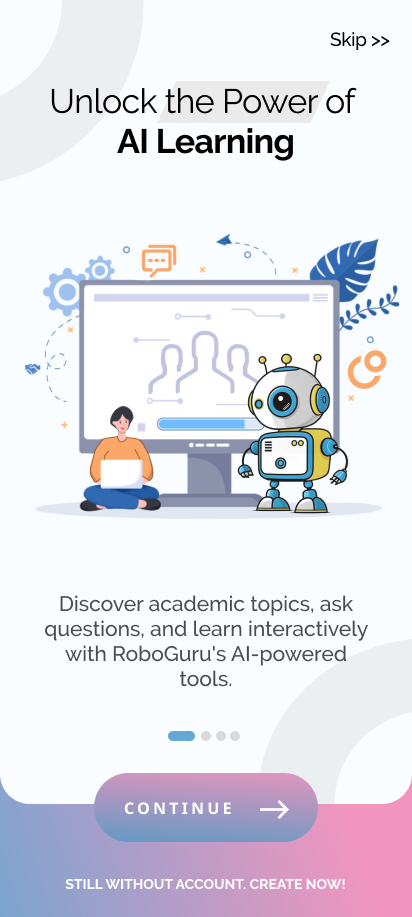 Skip >>
Unlock the Power of
AI Learning
Discover academic topics, ask
questions, and learn interactively
with RoboGuru's AI-powered
tools.
CONTINUE
STILL WITHOUT ACCOUNT. CREATE NOW!